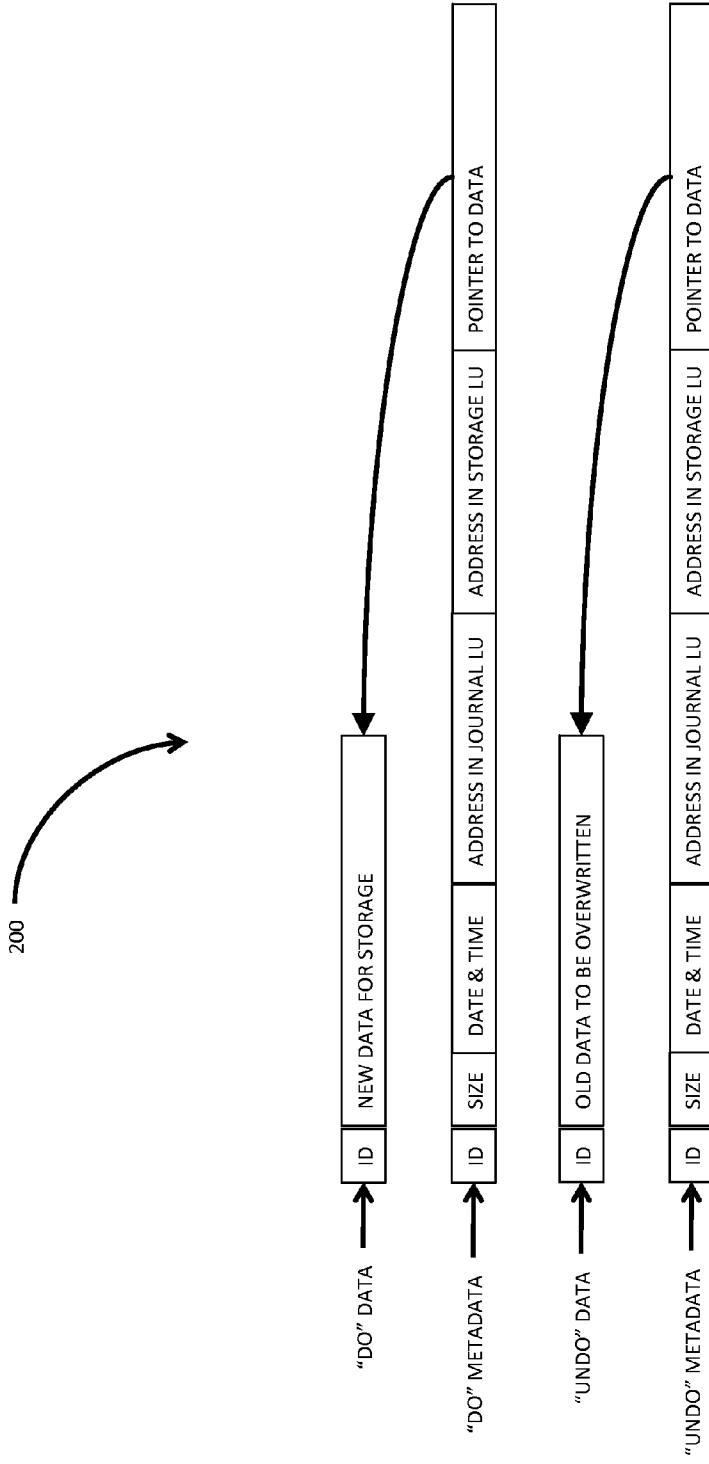 200
"DO" DATA
ID
NEW DATA FOR STORAGE
"DO" METADATA
ID
SIZE
DATE & TIME
ADDRESS IN JOURNAL LU
ADDRESS IN STORAGE LU
POINTER TO DATA
"UNDO" DATA
ID
OLD DATA TO BE OVERWRITTEN
"UNDO" METADATA
ID
SIZE
DATE & TIME
ADDRESS IN JOURNAL LU
ADDRESS IN STORAGE LU
POINTER TO DATA